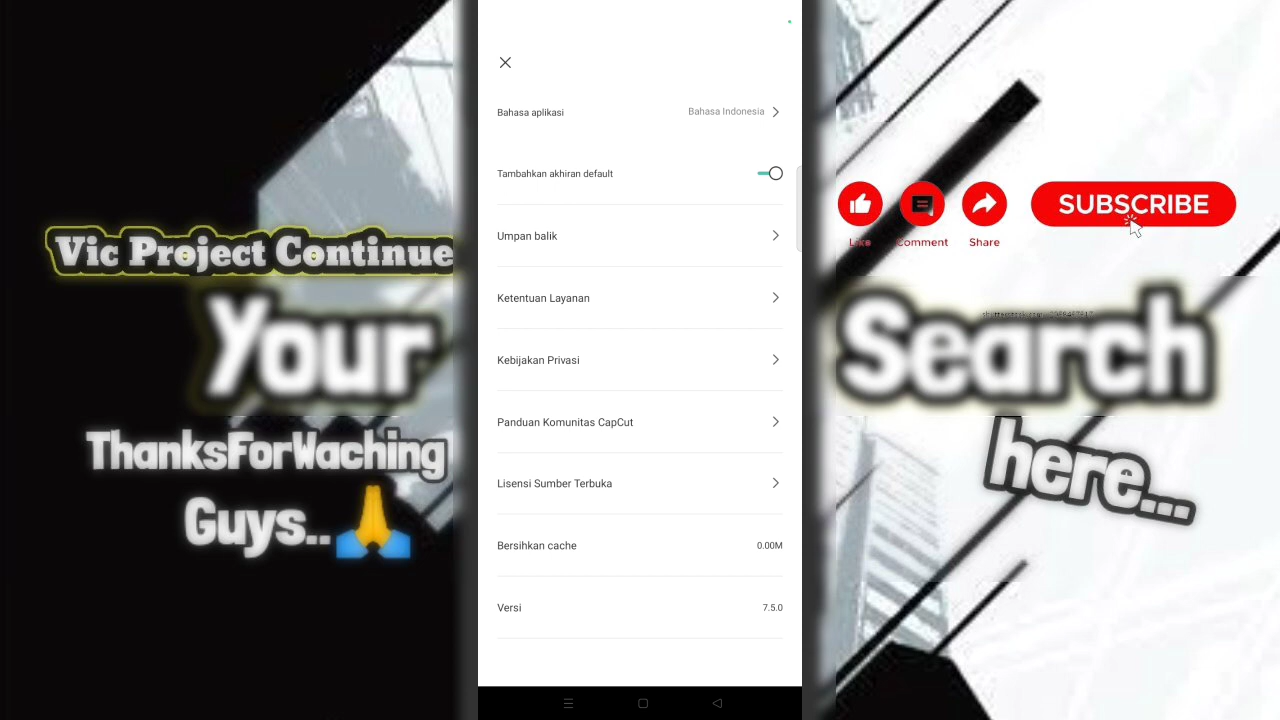 Bahasa aplikasi
Bahasa Indonesia
Tambahkan akhiran default
Umpan balik
Ketentuan Layanan
Kebijakan Privasi
Panduan Komunitas CapCut
Lisensi Sumber Terbuka
Bersihkan cache
0.00M
Versi
7.5.0
Vic Project Continue
Your
ThanksForWaching
Guys..🙏
Like
Comment
Share
SUBSCRIBE
Search
here...